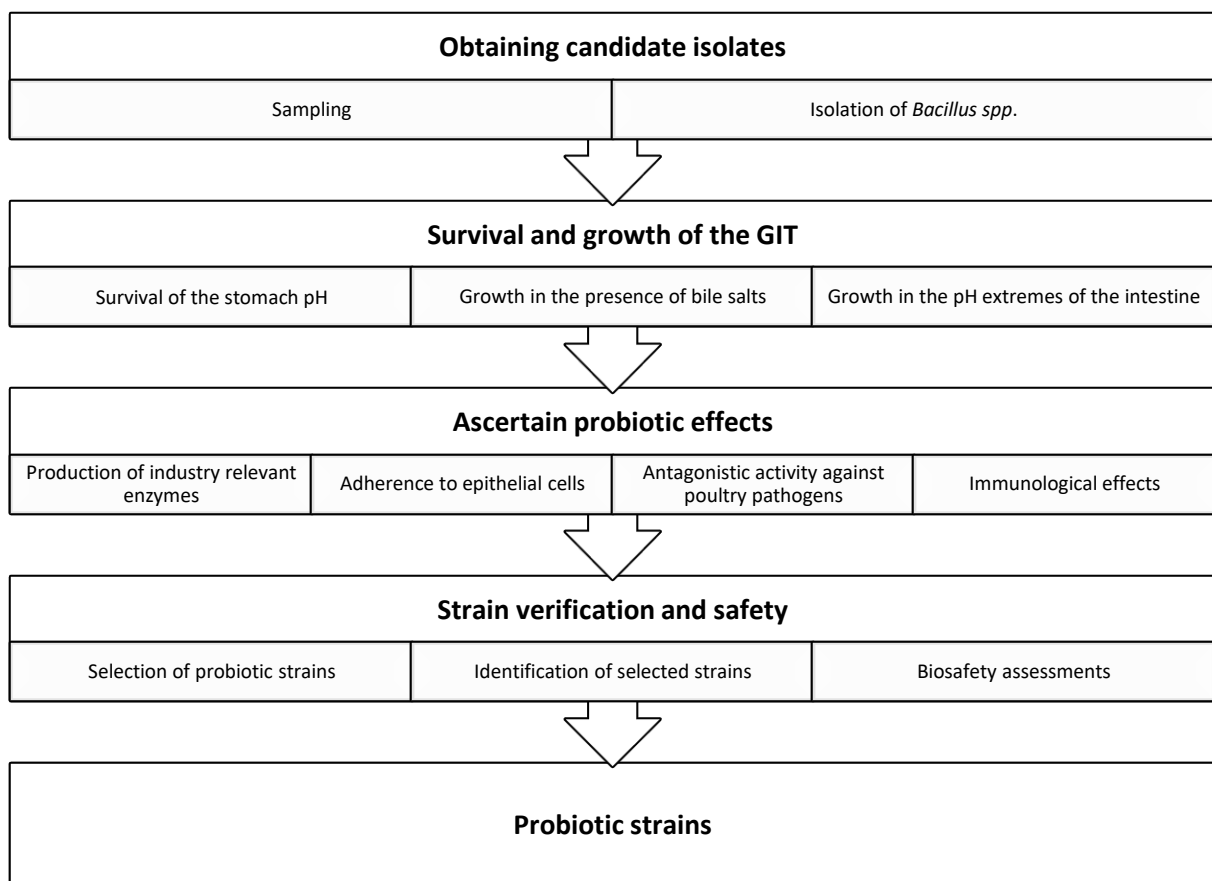 Obtaining candidate isolates
Sampling
Isolation of Bacillus spp.
Survival and growth of the GIT
Survival of the stomach pH
Growth in the presence of bile salts
Growth in the pH extremes of the intestine
Ascertain probiotic effects
Production of industry relevant
enzymes
Adherence to epithelial cells
Antagonistic activity against
poultry pathogens
Immunological effects
Strain verification and safety
Selection of probiotic strains
Identification of selected strains
Biosafety assessments
Probiotic strains